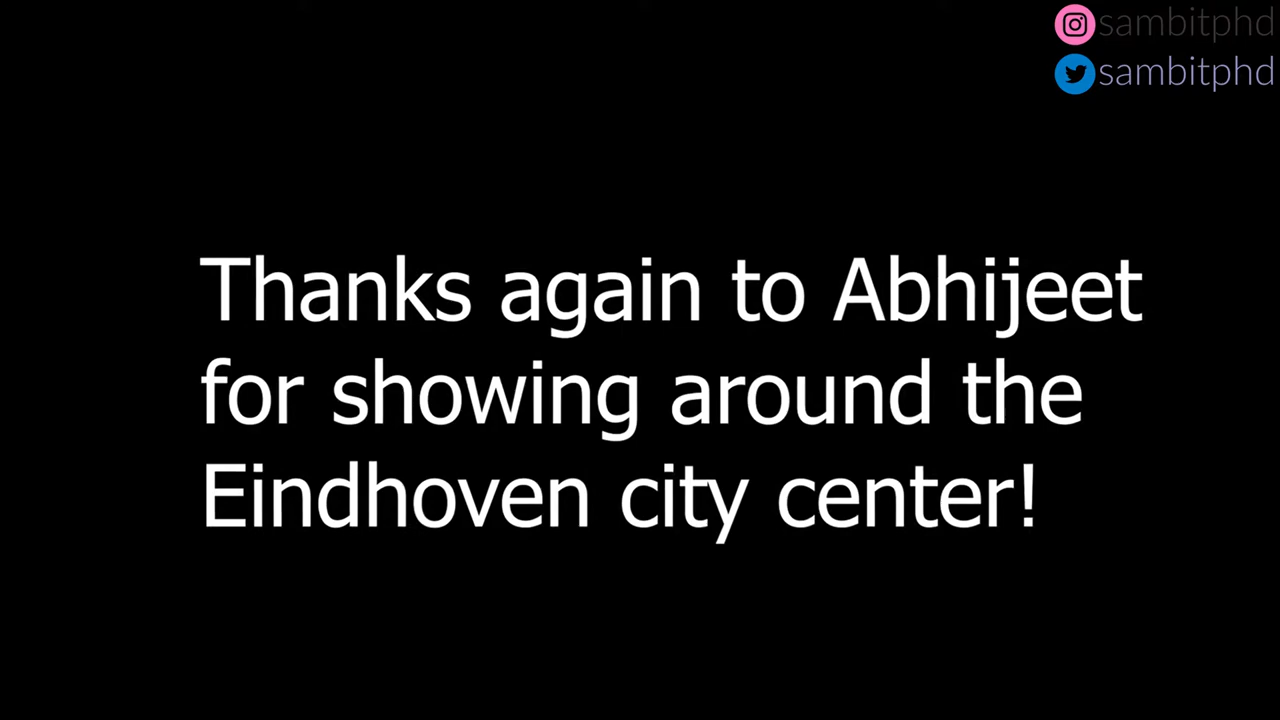 sambitphd
sambitphd
Thanks again to Abhijeet
for showing around the
Eindhoven city center!